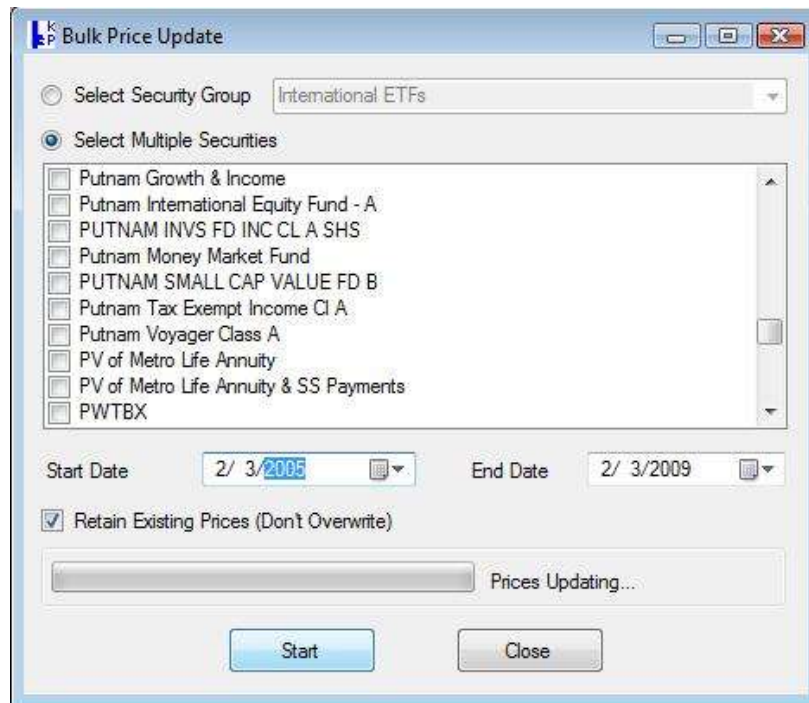 KP Bulk Price Update
Select Security Group International ETFs
Select Multiple Securities
Putnam Growth & Income
Putnam International Equity Fund - A
PUTNAM INVS FD INC CL A SHS
Putnam Money Market Fund
PUTNAM SMALL CAP VALUE FD B
Putnam Tax Exempt Income Cl A
Putnam Voyager Class A
PV of Metro Life Annuity
PV of Metro Life Annuity & SS Payments
PWTBX
Start Date 2/ 3/2005 End Date 2/ 3/2009
Retain Existing Prices (Don't Overwrite)
Prices Updating...
Start Close